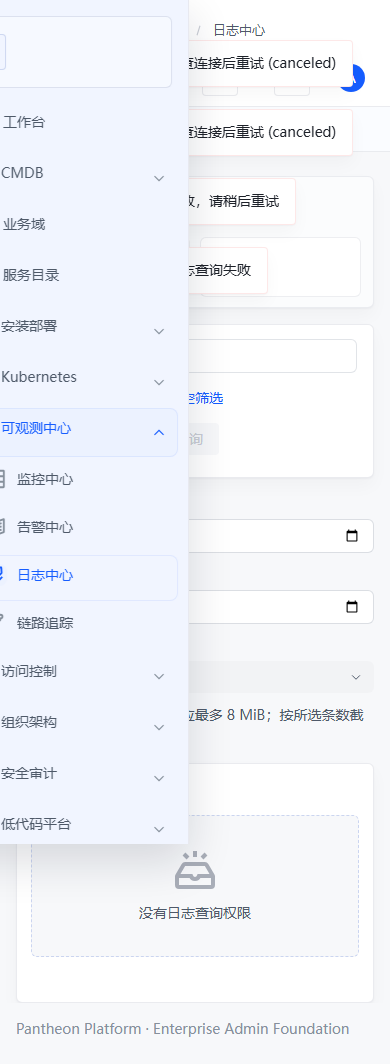 / 日志中心
连接后重试 (canceled)
连接后重试 (canceled)
，请稍后重试
查询失败
工作台
CMDB
业务域
服务目录
安装部署
Kubernetes
可观测中心
监控中心
告警中心
日志中心
链路追踪
访问控制
组织架构
安全审计
低代码平台
筛选
询
最多 8 MiB；按所选条数截
没有日志查询权限
Pantheon Platform · Enterprise Admin Foundation